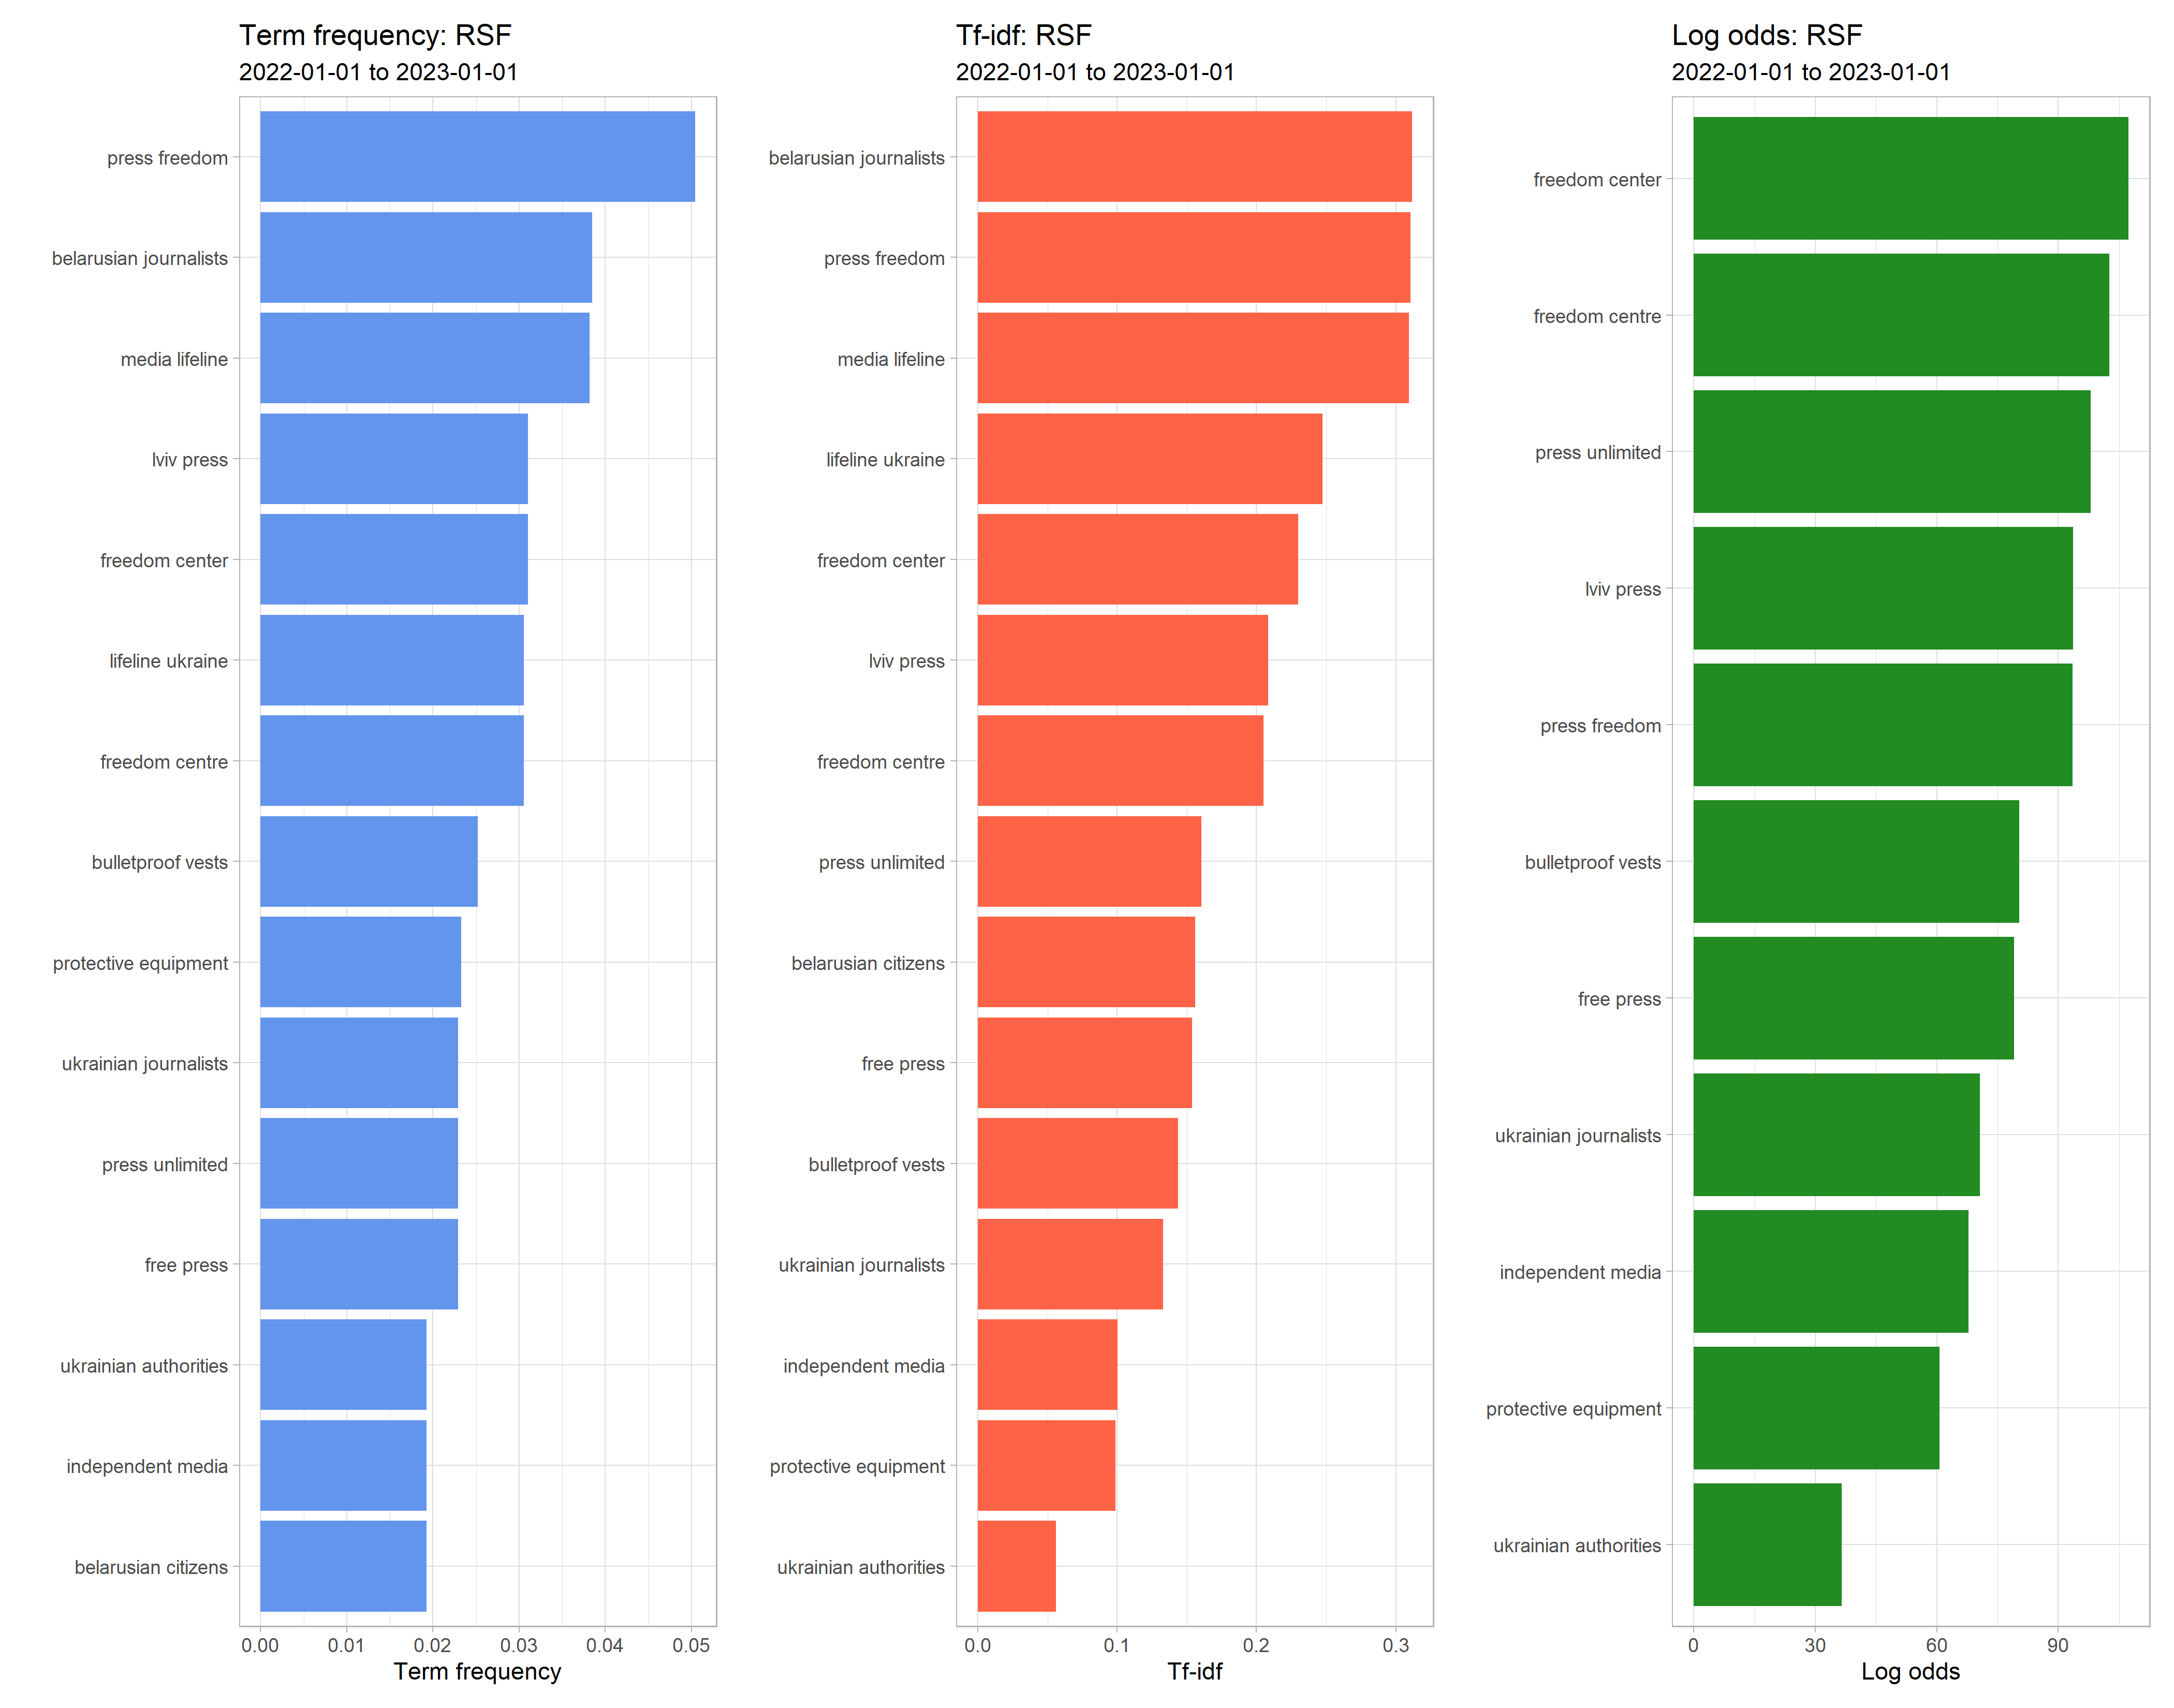 Term frequency: RSF
2022-01-01 to 2023-01-01
press freedom
belarusian journalists
media lifeline
lviv press
freedom center
lifeline ukraine
freedom centre
bulletproof vests
protective equipment
ukrainian journalists
press unlimited
free press
ukrainian authorities
independent media
belarusian citizens
0.00 0.01 0.02 0.03 0.04 0.05
Term frequency
Tf-idf: RSF
2022-01-01 to 2023-01-01
belarusian journalists
press freedom
media lifeline
lifeline ukraine
freedom center
lviv press
freedom centre
press unlimited
belarusian citizens
free press
bulletproof vests
ukrainian journalists
independent media
protective equipment
ukrainian authorities
0.0 0.1 0.2 0.3
Tf-idf
Log odds: RSF
2022-01-01 to 2023-01-01
freedom center
freedom centre
press unlimited
lviv press
press freedom
bulletproof vests
free press
ukrainian journalists
independent media
protective equipment
ukrainian authorities
0 30 60 90
Log odds